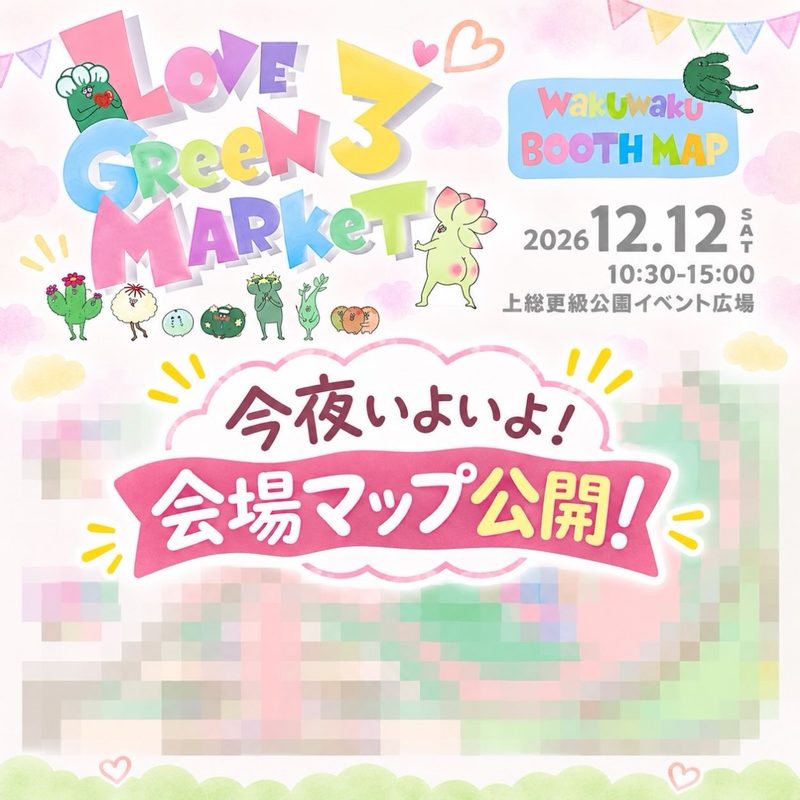 LOVE
GREEN 3
MARKET
WAKUWAKU
BOOTH MAP
2026 12.12 SAT
10:30-15:00
上総更級公園イベント広場
今夜いよいよ!
会場マップ公開!